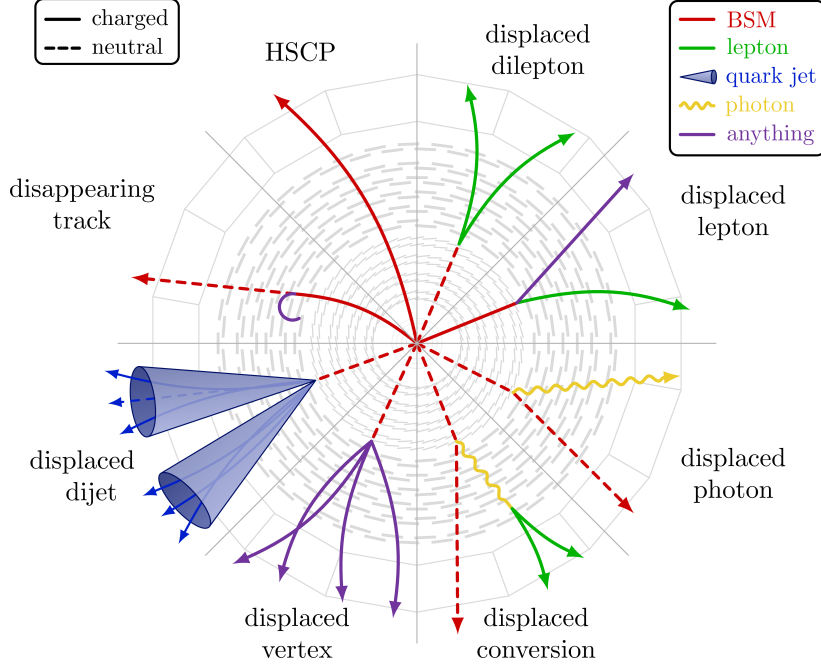 charged
neutral
HSCP
displaced
dilepton
BSM
lepton
quark jet
photon
anything
disappearing
track
displaced
lepton
displaced
dijet
displaced
photon
displaced
vertex
displaced
conversion